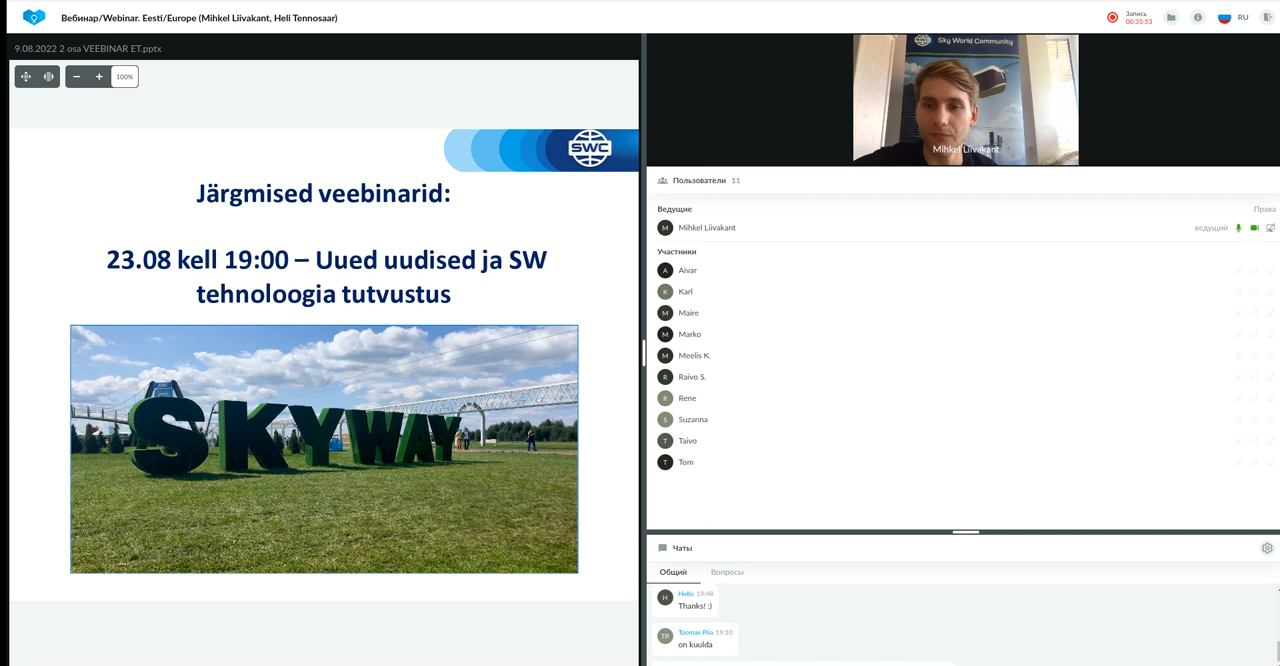 Вебинар/Webinar. Eesti/Europe (Mihkel Liivakant, Heli Tennosaar)
Запись
00:35:53
RU
9.08.2022 2 osa VEEBINAR ET.pptx
100%
SWC
Järgmised veebinarid:
23.08 kell 19:00 – Uued uudised ja SW
tehnoloogia tutvustus
SKYWAY
Sky World Community
Mihkel Liivakant
Пользователи 11
Ведущие
Права
M Mihkel Liivakant
ведущий
Участники
A Aivar
K Karl
M Maire
M Marko
M Meelis K.
R Raivo S.
R Rene
S Suzanna
T Taivo
T Tom
Чаты
Общий
Вопросы
H Hello 19:48
Thanks! :)
TP Toomas Piia 19:10
on kuulda